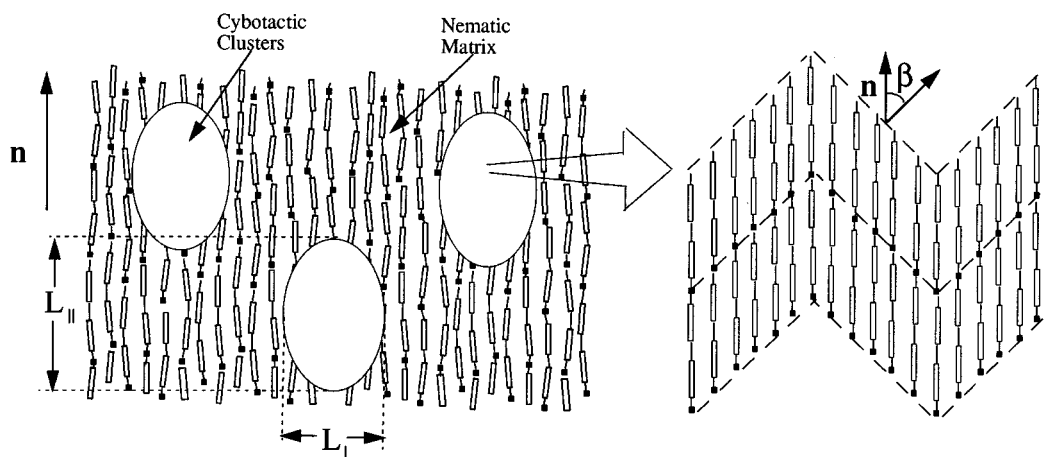 Cybotactic
Clusters
Nematic
Matrix
n
n
β
L||
L⊥